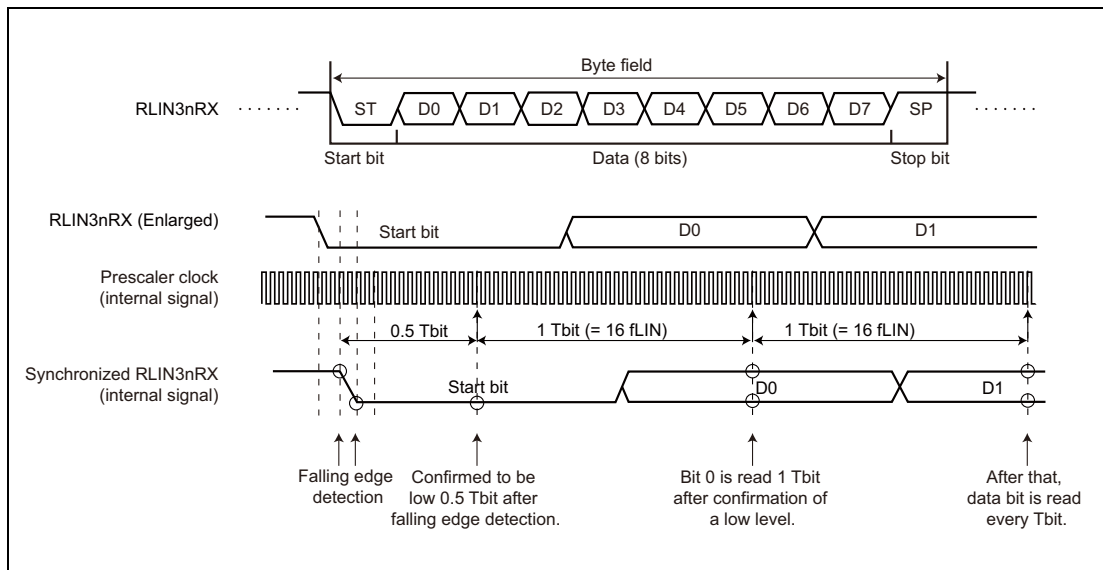 Byte field
RLIN3nRX
ST D0 D1 D2 D3 D4 D5 D6 D7 SP
Start bit Data (8 bits) Stop bit
RLIN3nRX (Enlarged)
Start bit D0 D1
Prescaler clock
(internal signal)
0.5 Tbit 1 Tbit (= 16 fLIN) 1 Tbit (= 16 fLIN)
Synchronized RLIN3nRX
(internal signal)
Start bit D0 D1
Falling edge
detection
Confirmed to be
low 0.5 Tbit after
falling edge detection.
Bit 0 is read 1 Tbit
after confirmation of
a low level.
After that,
data bit is read
every Tbit.